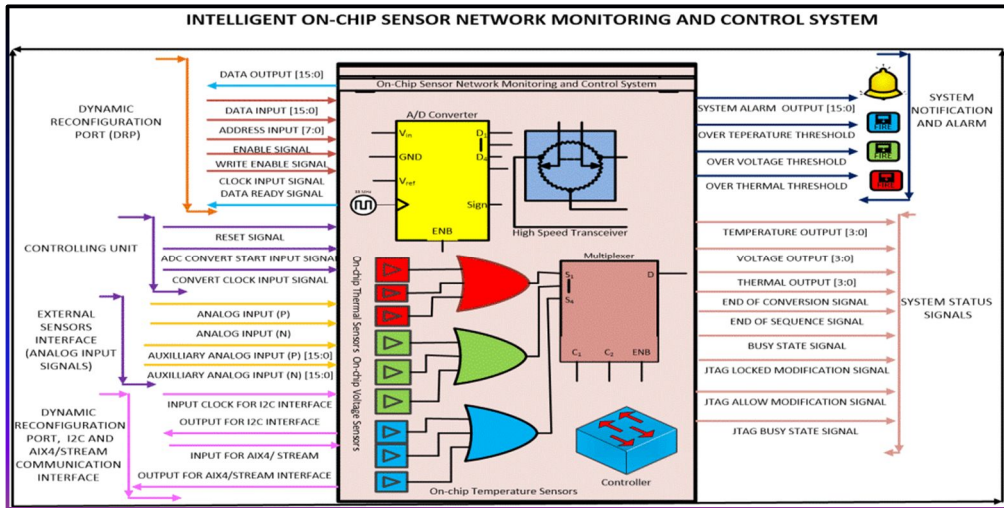 INTELLIGENT ON-CHIP SENSOR NETWORK MONITORING AND CONTROL SYSTEM
DYNAMIC
RECONFIGURATION
PORT (DRP)
DATA OUTPUT [15:0]
DATA INPUT [15:0]
ADDRESS INPUT [7:0]
ENABLE SIGNAL
WRITE ENABLE SIGNAL
CLOCK INPUT SIGNAL
DATA READY SIGNAL
CONTROLLING UNIT
RESET SIGNAL
ADC CONVERT START INPUT SIGNAL
CONVERT CLOCK INPUT SIGNAL
EXTERNAL
SENSORS
INTERFACE
(ANALOG INPUT
SIGNALS)
ANALOG INPUT (P)
ANALOG INPUT (N)
AUXILLIARY ANALOG INPUT (P) [15:0]
AUXILLIARY ANALOG INPUT (N) [15:0]
DYNAMIC
RECONFIGURATION
PORT, I2C AND
AIX4/STREAM
COMMUNICATION
INTERFACE
INPUT CLOCK FOR I2C INTERFACE
OUTPUT FOR I2C INTERFACE
INPUT FOR AIX4/ STREAM
OUTPUT FOR AIX4/STREAM INTERFACE
On-Chip Sensor Network Monitoring and Control System
A/D Converter
Vin
GND
Vref
D1
D4
Sign
ENB
High Speed Transceiver
On-chip Thermal Sensors
On-chip Voltage Sensors
On-chip Temperature Sensors
Multiplexer
S1
S4
D
C1
C2
ENB
Controller
SYSTEM ALARM OUTPUT [15:0]
OVER TEPERATURE THRESHOLD
OVER VOLTAGE THRESHOLD
OVER THERMAL THRESHOLD
FIRE
FIRE
FIRE
SYSTEM
NOTIFICATION
AND ALARM
TEMPERATURE OUTPUT [3:0]
VOLTAGE OUTPUT [3:0]
THERMAL OUTPUT [3:0]
END OF CONVERSION SIGNAL
END OF SEQUENCE SIGNAL
BUSY STATE SIGNAL
JTAG LOCKED MODIFICATION SIGNAL
JTAG ALLOW MODIFICATION SIGNAL
JTAG BUSY STATE SIGNAL
SYSTEM STATUS
SIGNALS